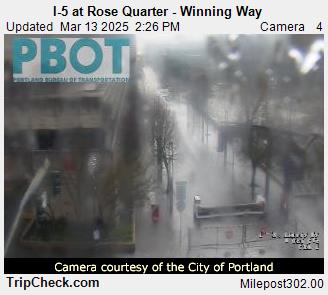 I-5 at Rose Quarter - Winning Way
Updated Mar 13 2025 2:26 PM Camera 4
PBOT
PORTLAND BUREAU OF TRANSPORTATION
Camera courtesy of the City of Portland
TripCheck.com Milepost302.00